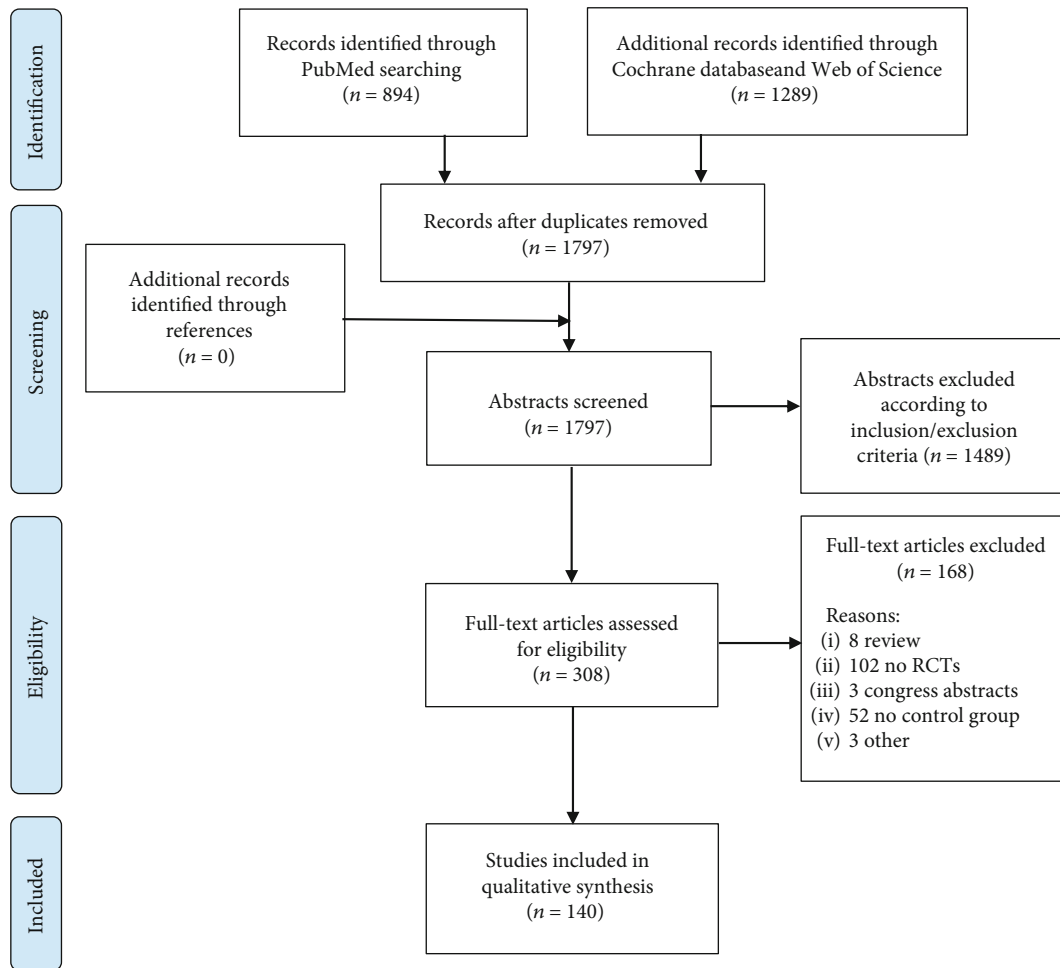 Identification
Records identified through
PubMed searching
(n = 894)
Additional records identified through
Cochrane databaseand Web of Science
(n = 1289)
Screening
Records after duplicates removed
(n = 1797)
Additional records
identified through
references
(n = 0)
Abstracts screened
(n = 1797)
Abstracts excluded
according to
inclusion/exclusion
criteria (n = 1489)
Eligibility
Full-text articles assessed
for eligibility
(n = 308)
Full-text articles excluded
(n = 168)
Reasons:
(i) 8 review
(ii) 102 no RCTs
(iii) 3 congress abstracts
(iv) 52 no control group
(v) 3 other
Included
Studies included in
qualitative synthesis
(n = 140)